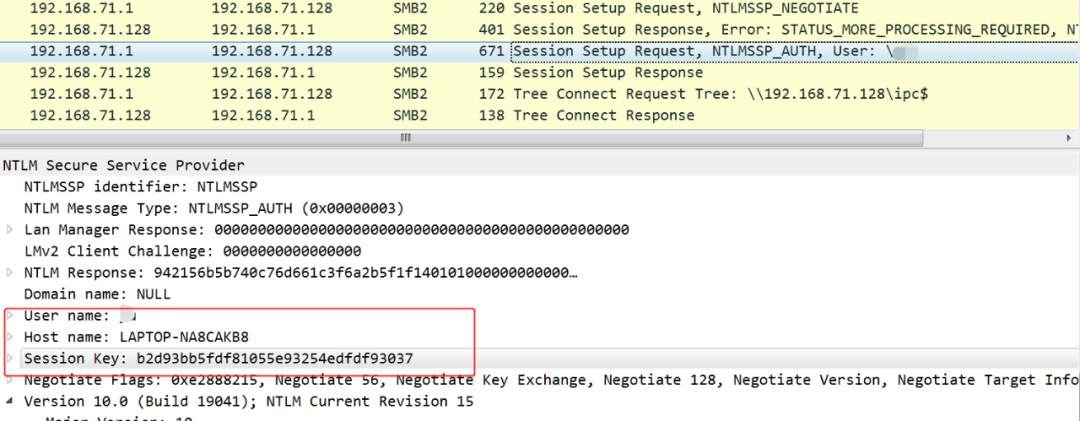 192.168.71.1 192.168.71.128 SMB2 220 Session Setup Request, NTLMSSP_NEGOTIATE
192.168.71.128 192.168.71.1 SMB2 401 Session Setup Response, Error: STATUS_MORE_PROCESSING_REQUIRED,
192.168.71.1 192.168.71.128 SMB2 671 Session Setup Request, NTLMSSP_AUTH, User: \
192.168.71.128 192.168.71.1 SMB2 159 Session Setup Response
192.168.71.1 192.168.71.128 SMB2 172 Tree Connect Request Tree: \\192.168.71.128\ipc$
192.168.71.128 192.168.71.1 SMB2 138 Tree Connect Response
NTLM Secure Service Provider
NTLMSSP identifier: NTLMSSP
NTLM Message Type: NTLMSSP_AUTH (0x00000003)
Lan Manager Response: 000000000000000000000000000000000000000000000000
LMv2 Client Challenge: 0000000000000000
NTLM Response: 942156b5b740c76d661c3f6a2b5f1f140101000000000000…
Domain name: NULL
User name:
Host name: LAPTOP-NA8CAKB8
Session Key: b2d93bb5fdf81055e93254edfdf93037
Negotiate Flags: 0xe2888215, Negotiate 56, Negotiate Key Exchange, Negotiate 128, Negotiate Version, Negotiate Target Info
Version 10.0 (Build 19041); NTLM Current Revision 15